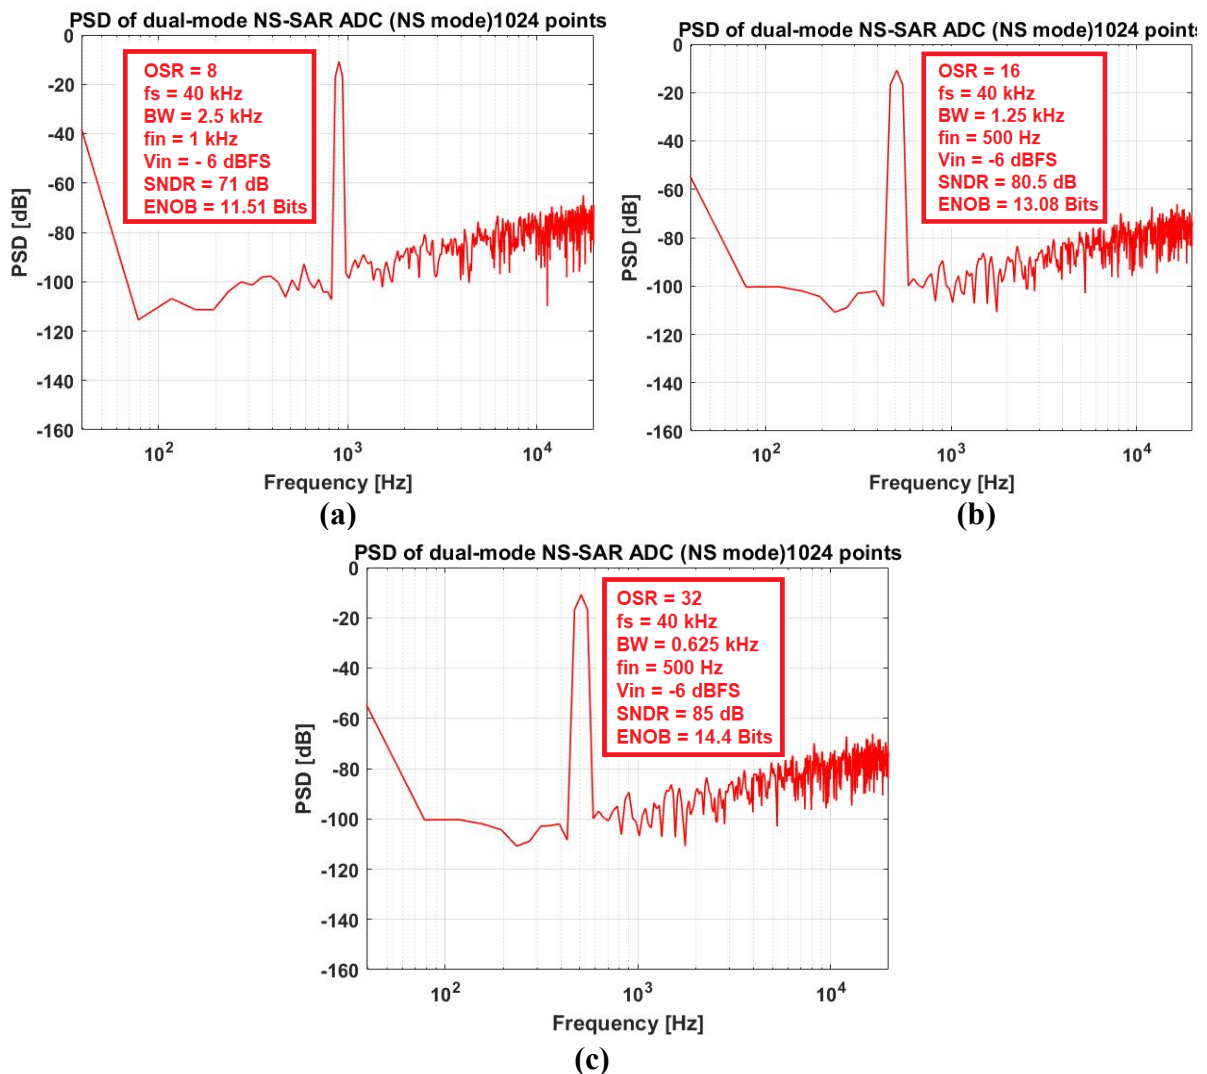 PSD of dual-mode NS-SAR ADC (NS mode)1024 points
OSR = 8
fs = 40 kHz
BW = 2.5 kHz
fin = 1 kHz
Vin = - 6 dBFS
SNDR = 71 dB
ENOB = 11.51 Bits
PSD [dB]
0
-20
-40
-60
-80
-100
-120
-140
-160
10^2
10^3
10^4
Frequency [Hz]
(a)
PSD of dual-mode NS-SAR ADC (NS mode)1024 points
OSR = 16
fs = 40 kHz
BW = 1.25 kHz
fin = 500 Hz
Vin = -6 dBFS
SNDR = 80.5 dB
ENOB = 13.08 Bits
PSD [dB]
0
-20
-40
-60
-80
-100
-120
-140
-160
10^2
10^3
10^4
Frequency [Hz]
(b)
PSD of dual-mode NS-SAR ADC (NS mode)1024 points
OSR = 32
fs = 40 kHz
BW = 0.625 kHz
fin = 500 Hz
Vin = -6 dBFS
SNDR = 85 dB
ENOB = 14.4 Bits
PSD [dB]
0
-20
-40
-60
-80
-100
-120
-140
-160
10^2
10^3
10^4
Frequency [Hz]
(c)